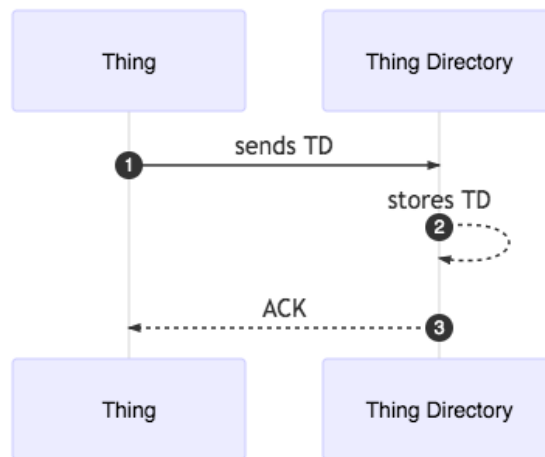 Thing
Thing Directory
sends TD
1
stores TD
2
ACK
3
Thing
Thing Directory